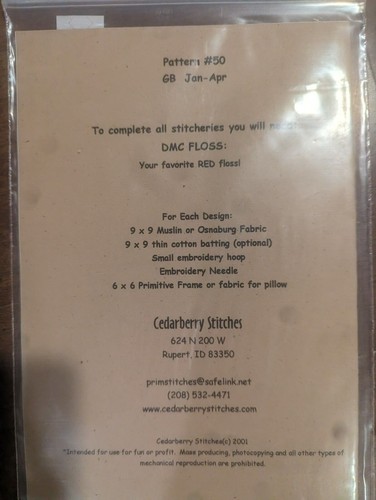 Pattern #50
GB Jan-Apr
To complete all stitcheries you will
DMC FLOSS:
Your favorite RED floss!
For Each Design:
9 x 9 Muslin or Osnaburg Fabric
9 x 9 thin cotton batting (optional)
Small embroidery hoop
Embroidery Needle
6 x 6 Primitive Frame or fabric for pillow
Cedarberry Stitches
624 N 200 W
Rupert, ID 83350
primstitches@safelink.net
(208) 532-4471
www.cedarberrystitches.com
Cedarberry Stitches(c) 2001
*Intended for use for fun or profit. Mass producing, photocopying and all other types of
mechanical reproduction are prohibited.